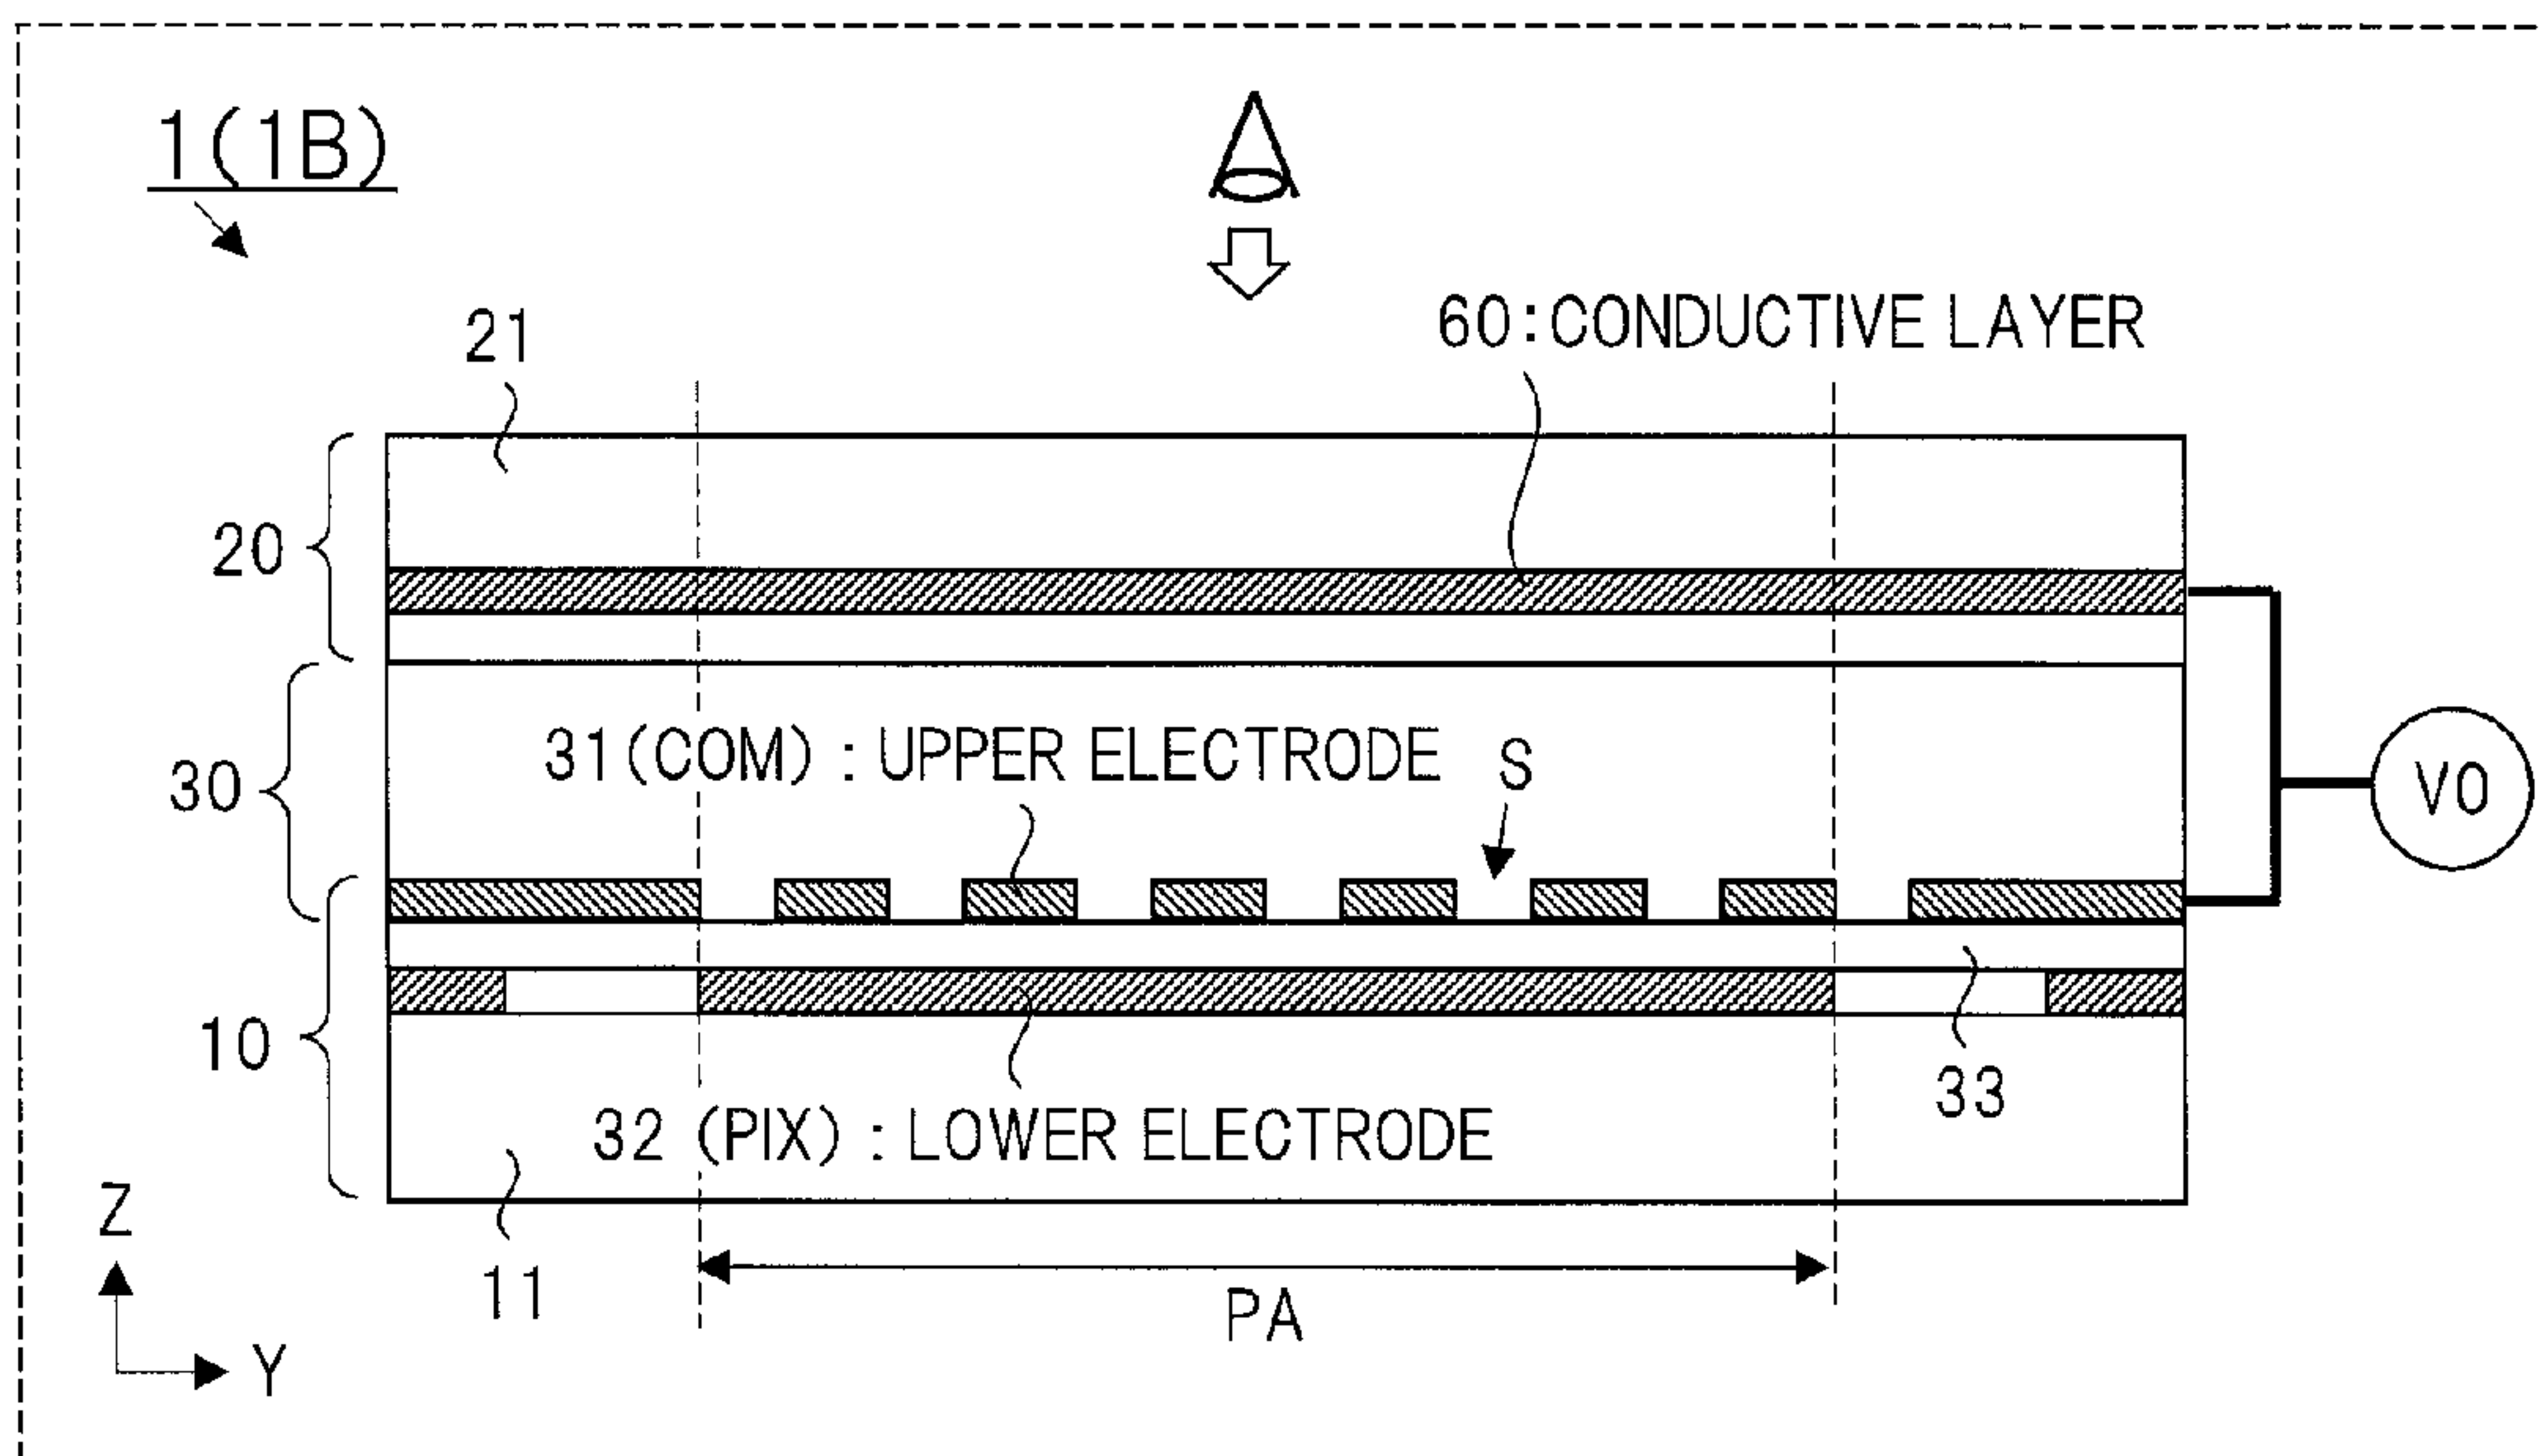 1(1B)
60:CONDUCTIVE LAYER
21
20
31(COM): UPPER ELECTRODE
S
30
V0
10
33
32 (PIX): LOWER ELECTRODE
11
PA
Z
Y